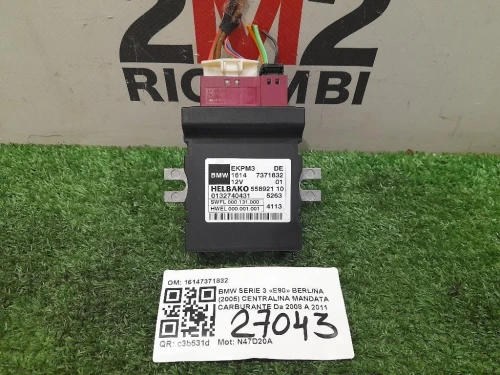 2M2
RICAMBI
EKPM3 DE
BMW 1614 7371832
12V 01
HELBAKO 558921 10
0132740431 5263
SWFL 000.131.000
HWEL 000.001.001 4113
OM: 16147371832
BMW SERIE 3 «E90» BERLINA
(2005) CENTRALINA MANDATA
CARBURANTE Da 2008 A 2011
27043
QR: c3b531d Mot: N47D20A